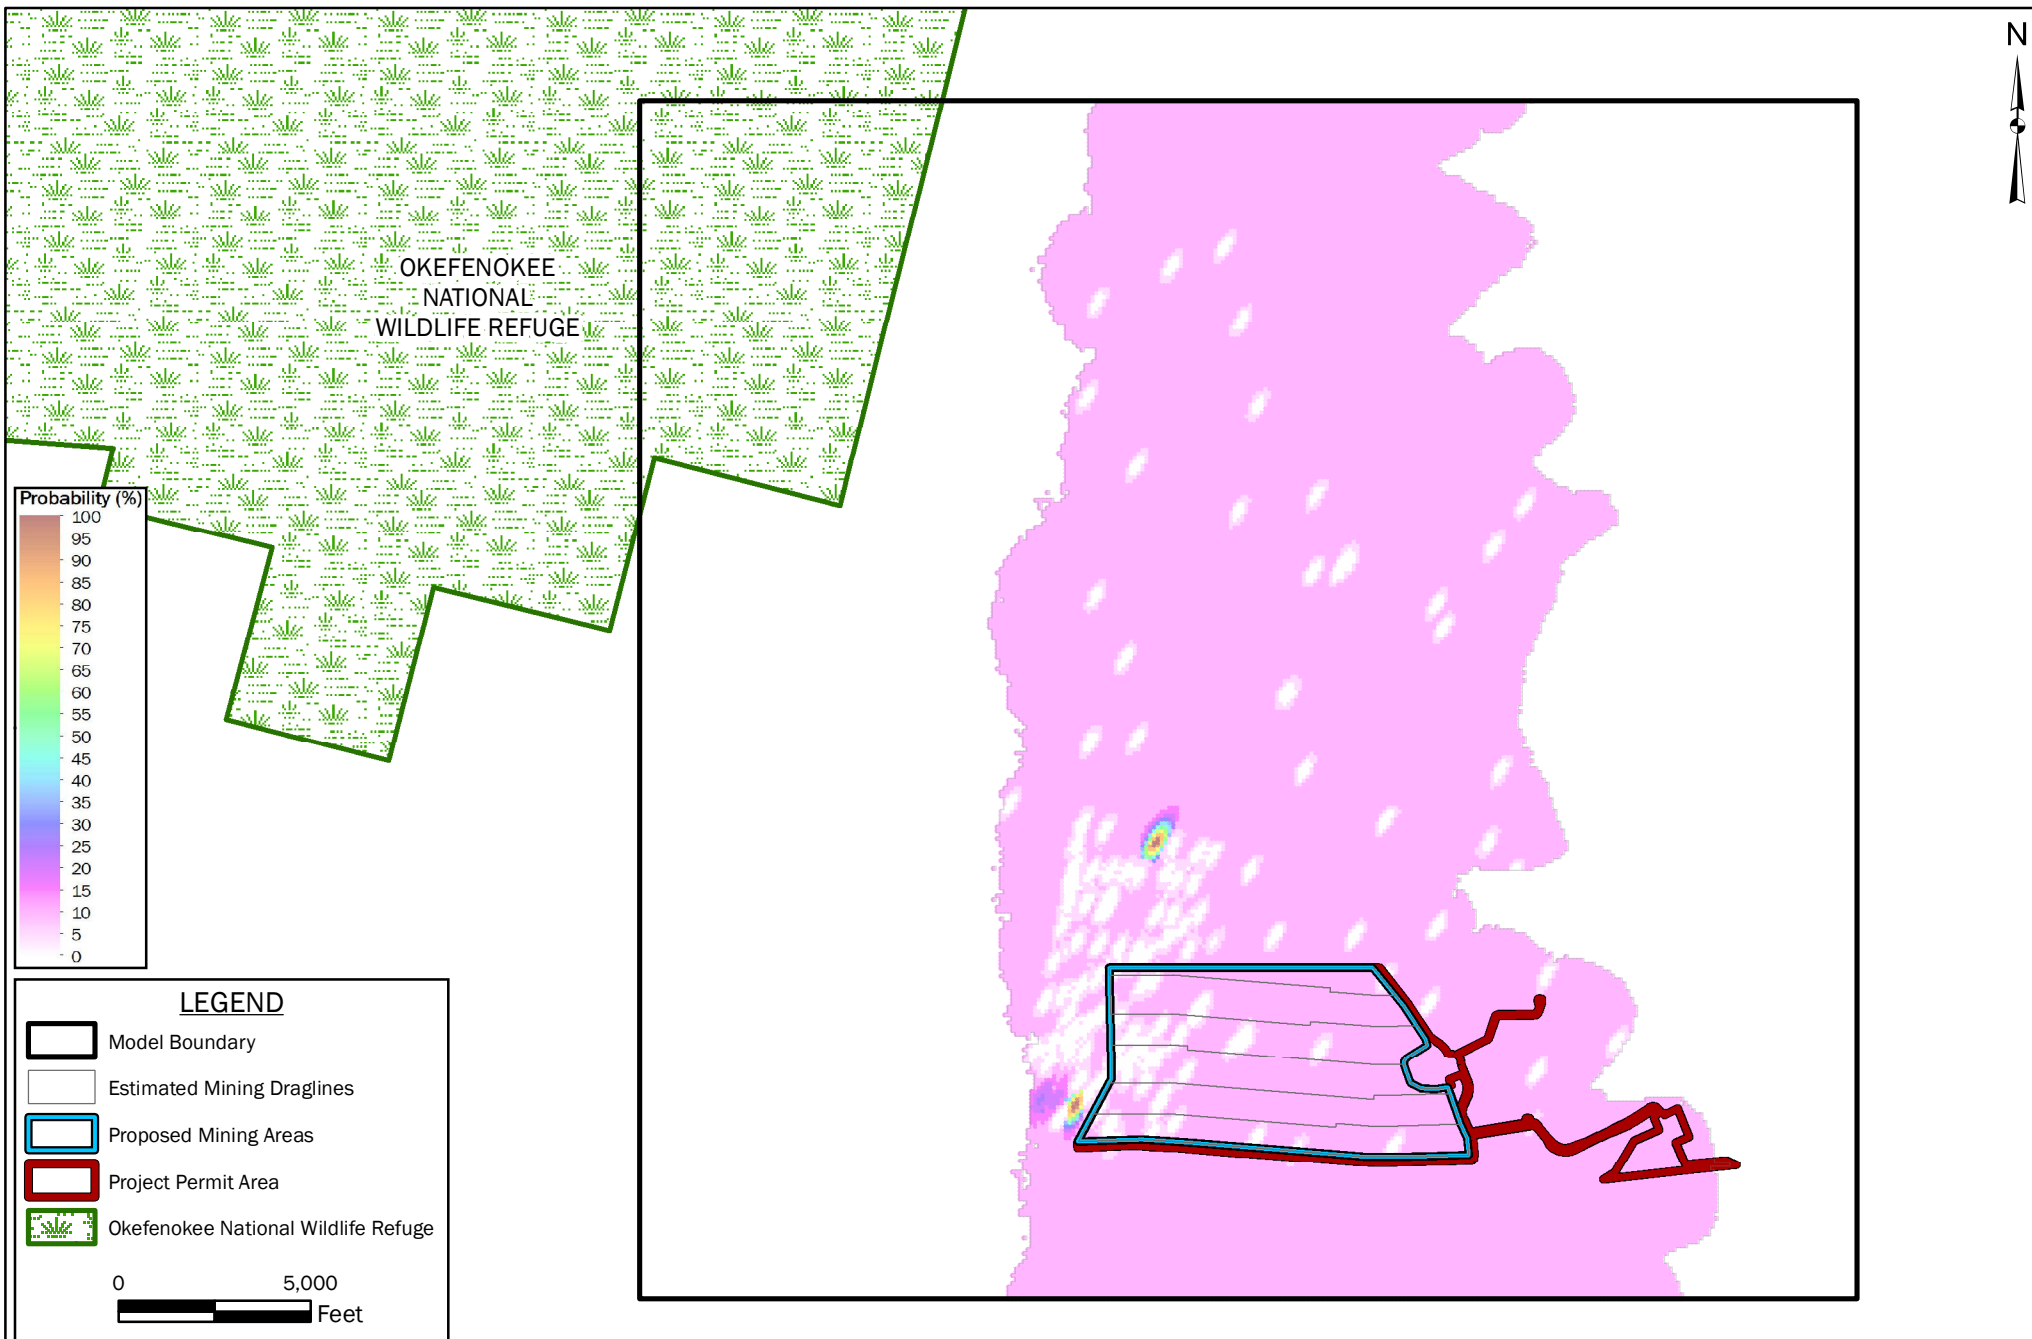 N
OKEFENOKEE
NATIONAL
WILDLIFE REFUGE
Probability (%)
100
95
90
85
80
75
70
65
60
55
50
45
40
35
30
25
20
15
10
5
0
LEGEND
Model Boundary
Estimated Mining Draglines
Proposed Mining Areas
Project Permit Area
Okefenokee National Wildlife Refuge
0 5,000
Feet